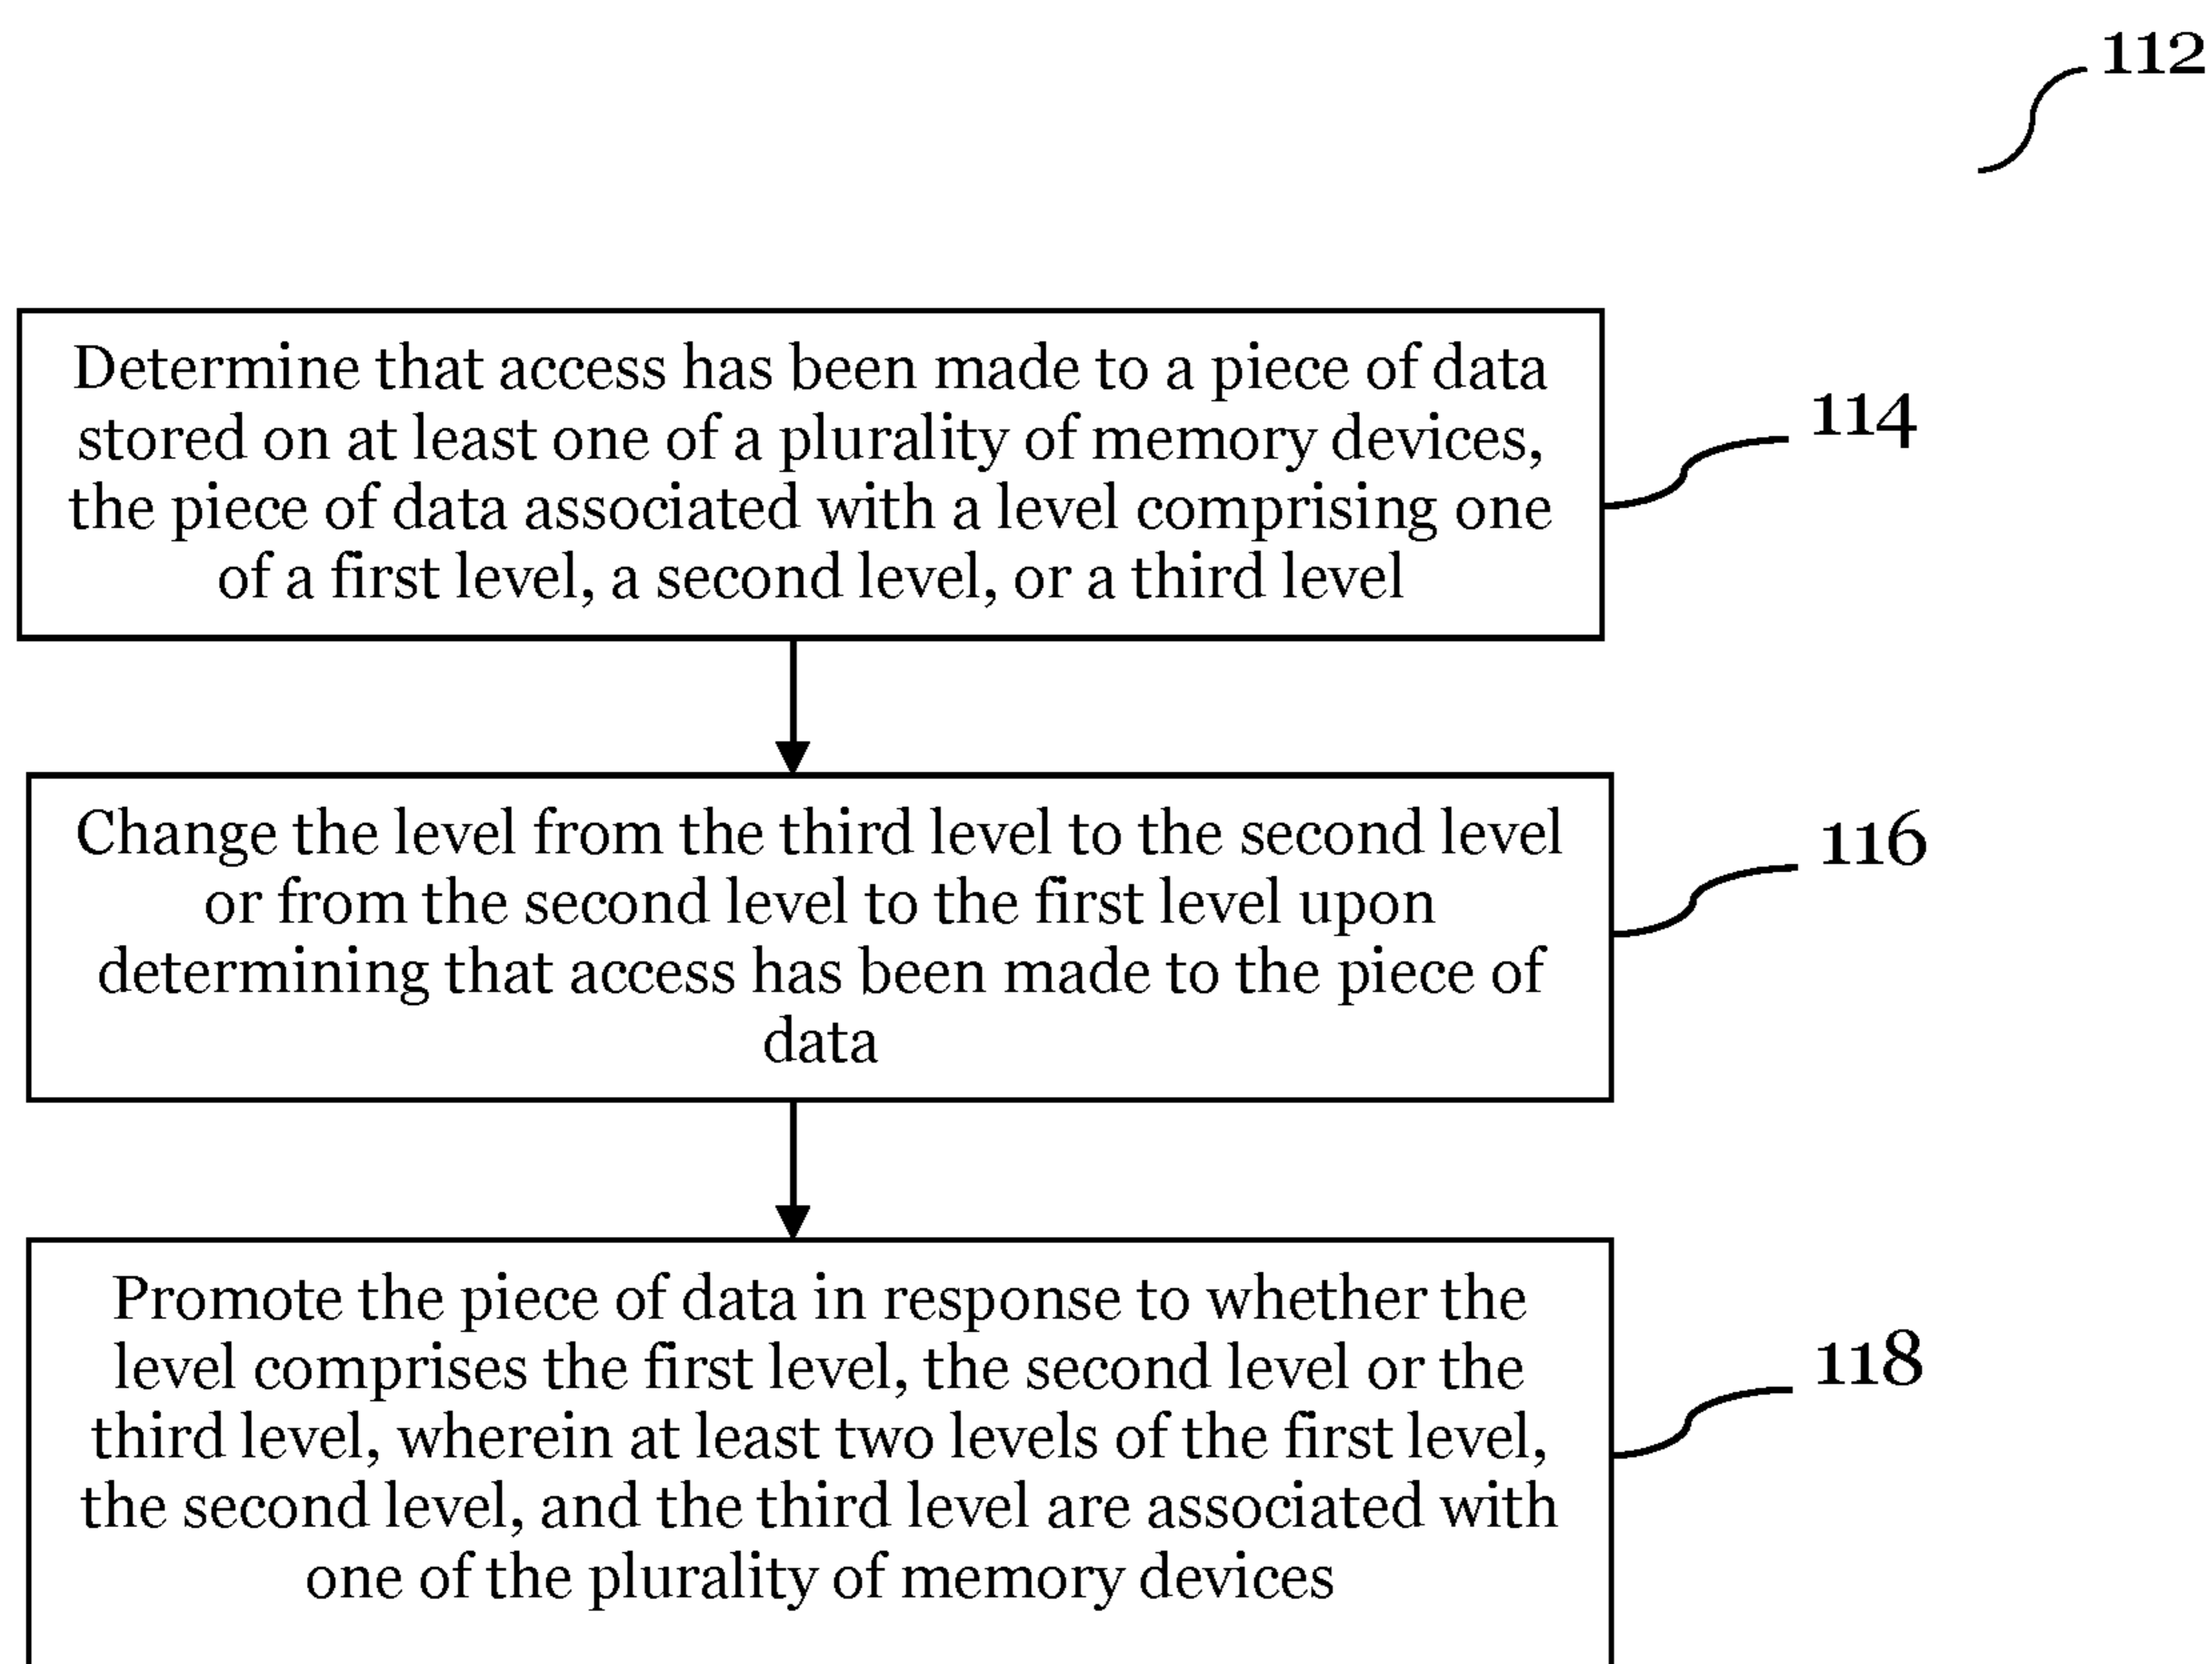 112
Determine that access has been made to a piece of data
stored on at least one of a plurality of memory devices,
the piece of data associated with a level comprising one
of a first level, a second level, or a third level
114
Change the level from the third level to the second level
or from the second level to the first level upon
determining that access has been made to the piece of
data
116
Promote the piece of data in response to whether the
level comprises the first level, the second level or the
third level, wherein at least two levels of the first level,
the second level, and the third level are associated with
one of the plurality of memory devices
118